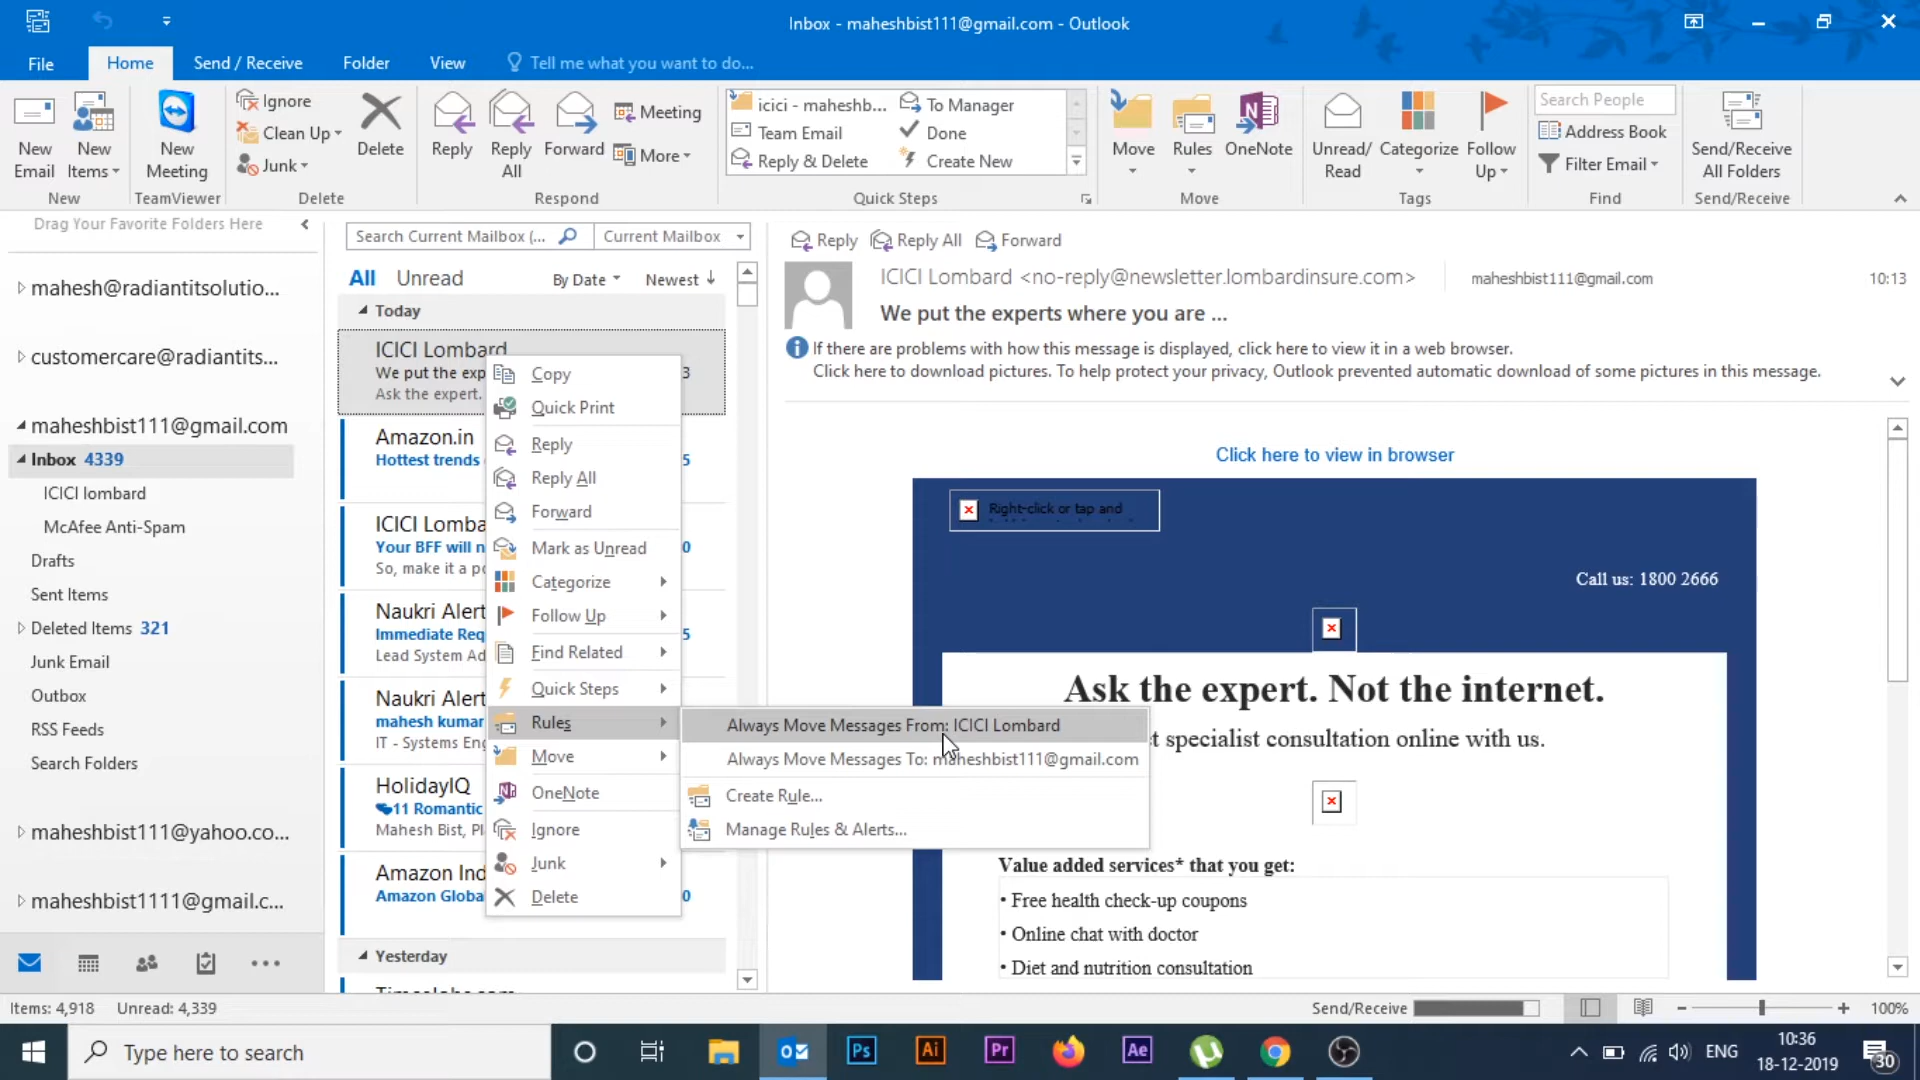 Inbox - maheshbist111@gmail.com - Outlook
File
Home
Send / Receive
Folder
View
Tell me what you want to do...
New Email
New Items
New
New Meeting
TeamViewer
Ignore
Clean Up
Junk
Delete
Delete
Reply
Reply All
Forward
Meeting
More
Respond
icici - maheshb...
Team Email
Reply & Delete
To Manager
Done
Create New
Quick Steps
Move
Rules
OneNote
Move
Unread/ Read
Categorize
Follow Up
Tags
Search People
Address Book
Filter Email
Find
Send/Receive All Folders
Send/Receive
Drag Your Favorite Folders Here
mahesh@radiantitsolutio...
customercare@radiantits...
maheshbist111@gmail.com
Inbox 4339
ICICI lombard
McAfee Anti-Spam
Drafts
Sent Items
Deleted Items 321
Junk Email
Outbox
RSS Feeds
Search Folders
maheshbist111@yahoo.co...
maheshbist1111@gmail.c...
Search Current Mailbox (...
Current Mailbox
All
Unread
By Date
Newest
Today
ICICI Lombard
We put the exp
3
Ask the expert.
Amazon.in
Hottest trends
5
ICICI Lomba
Your BFF will n
0
So, make it a po
Naukri Alert
Immediate Req
5
Lead System Ad
Naukri Alert
mahesh kumar
IT - Systems Eng
HolidayIQ
11 Romantic
Mahesh Bist, Pl
Amazon Ind
Amazon Globa
0
Yesterday
Copy
Quick Print
Reply
Reply All
Forward
Mark as Unread
Categorize
Follow Up
Find Related
Quick Steps
Rules
Move
OneNote
Ignore
Junk
Delete
Always Move Messages From: ICICI Lombard
Always Move Messages To: maheshbist111@gmail.com
Create Rule...
Manage Rules & Alerts...
Reply
Reply All
Forward
ICICI Lombard <no-reply@newsletter.lombardinsure.com>
maheshbist111@gmail.com
10:13
We put the experts where you are ...
If there are problems with how this message is displayed, click here to view it in a web browser.
Click here to download pictures. To help protect your privacy, Outlook prevented automatic download of some pictures in this message.
Click here to view in browser
Right-click or tap and
Call us: 1800 2666
Ask the expert. Not the internet.
t specialist consultation online with us.
Value added services* that you get:
• Free health check-up coupons
• Online chat with doctor
• Diet and nutrition consultation
Items: 4,918
Unread: 4,339
Send/Receive
100%
Type here to search
Ps
Ai
Pr
Ae
ENG
10:36
18-12-2019
30